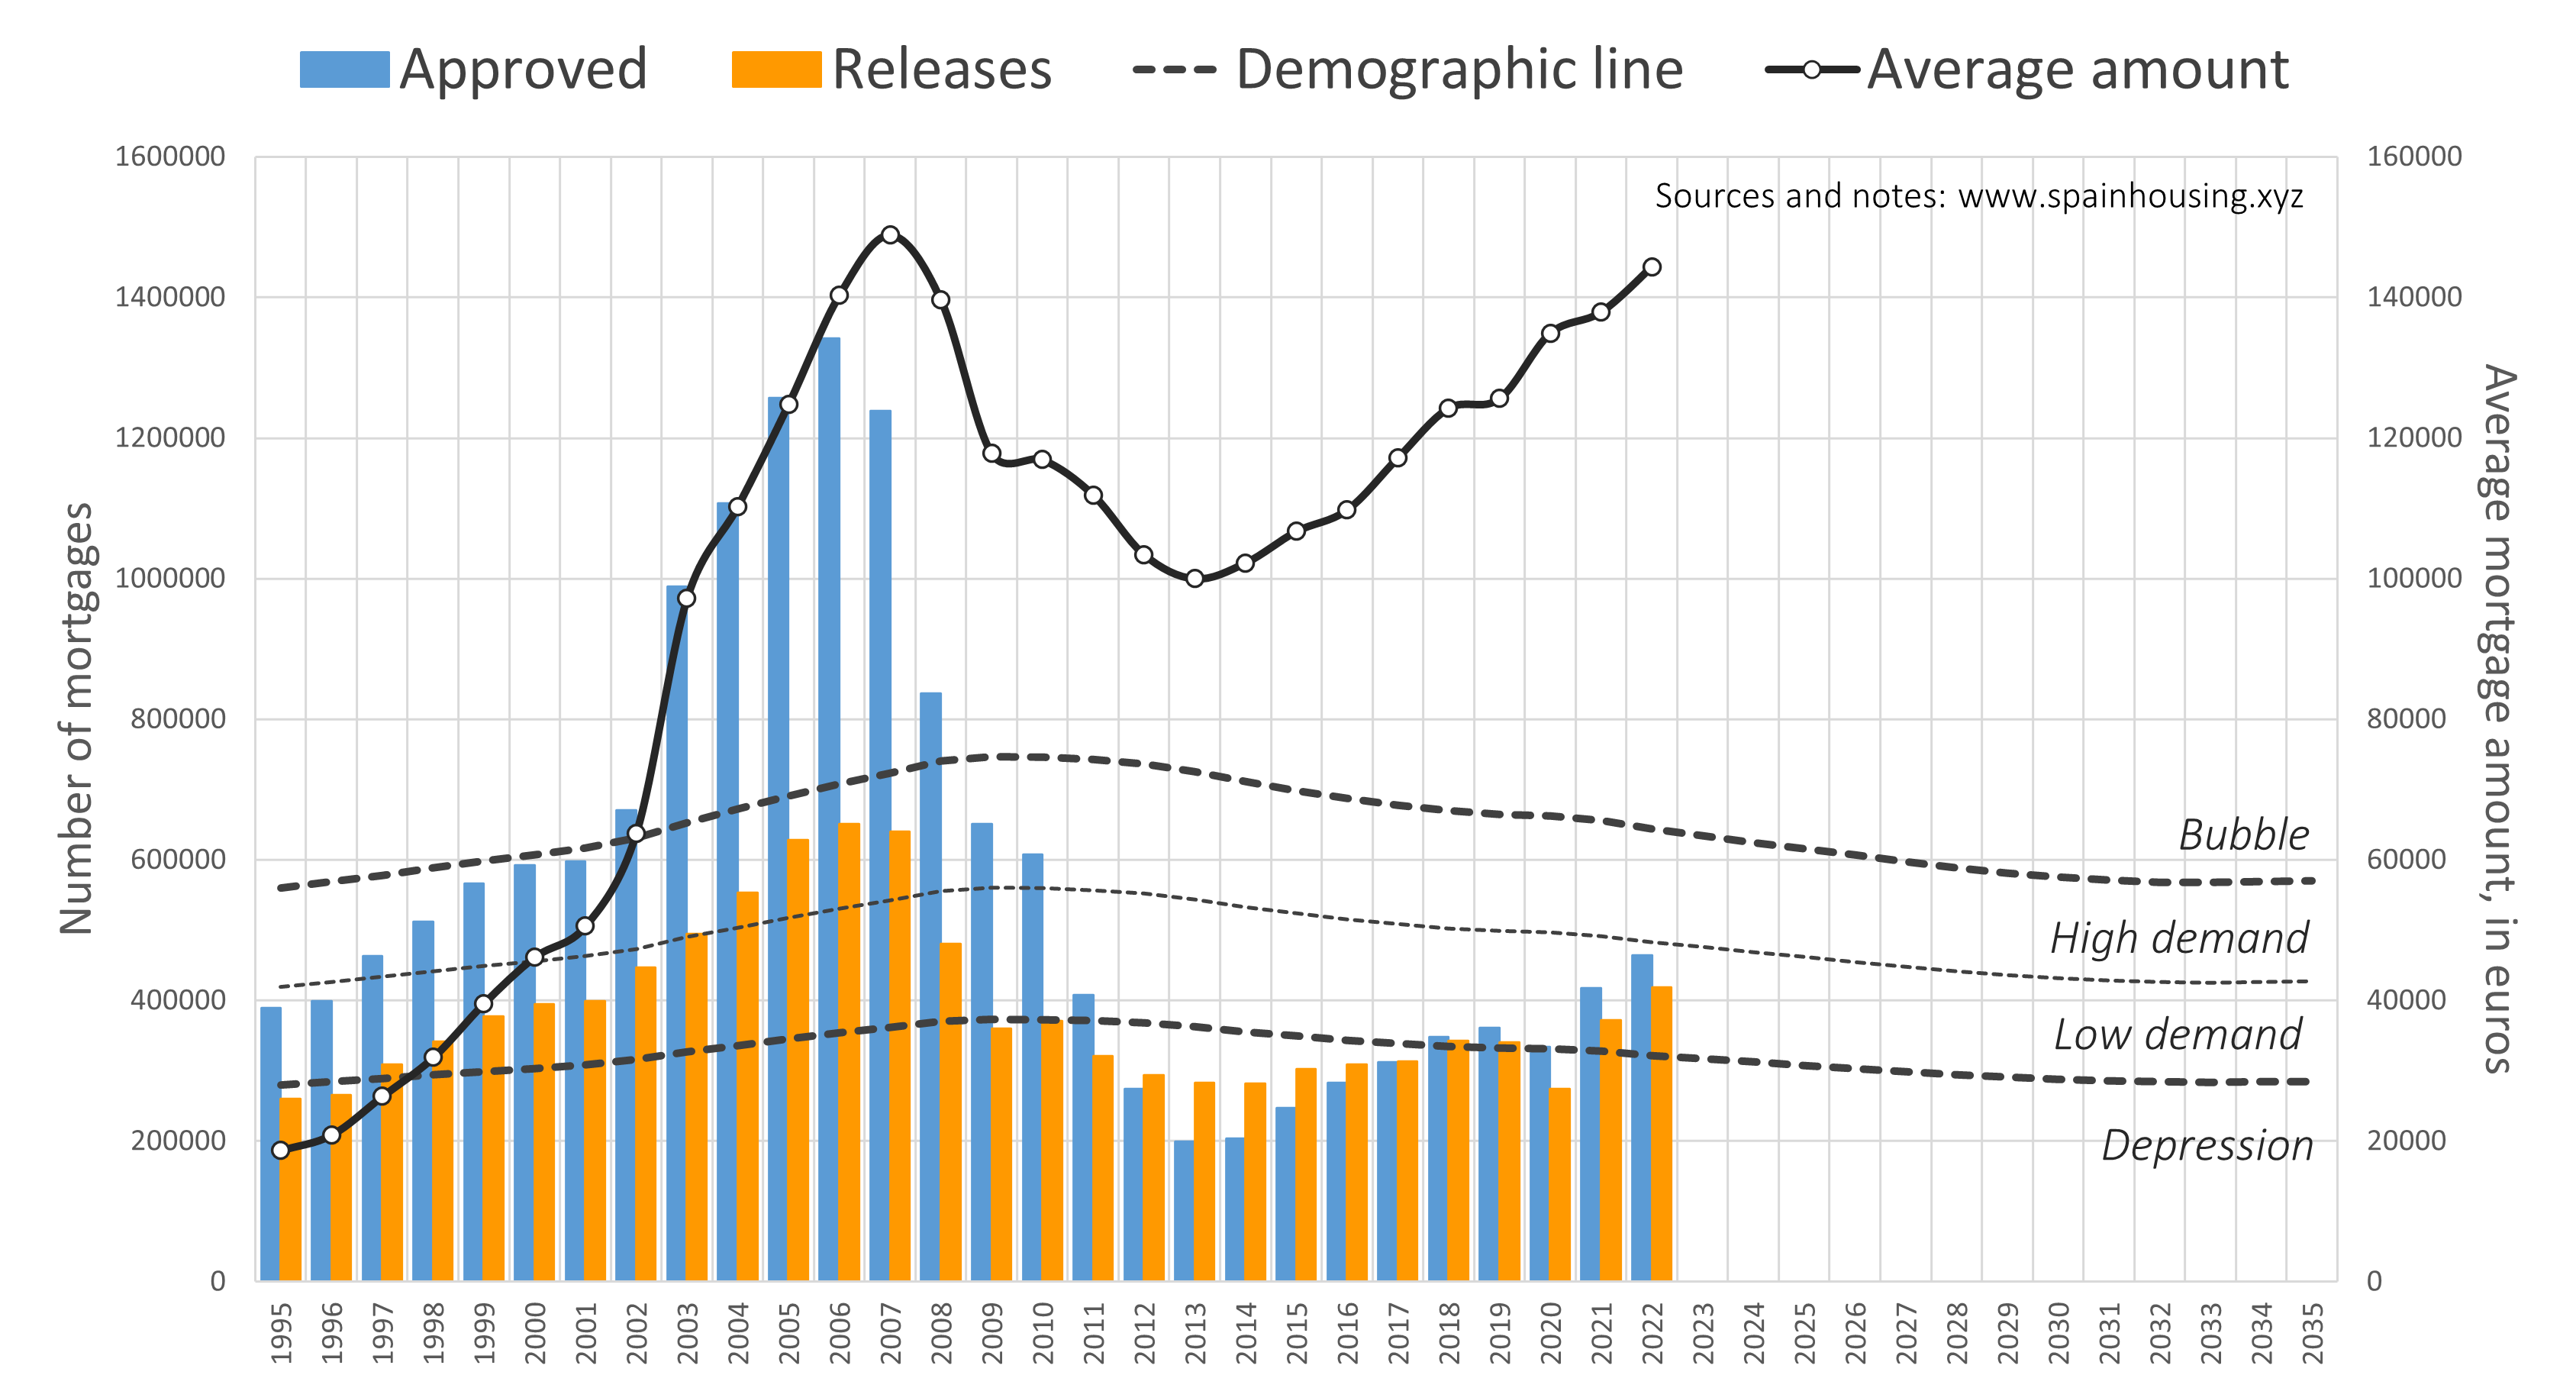 Approved Releases Demographic line Average amount
Sources and notes: www.spainhousing.xyz
Number of mortgages
1600000
1400000
1200000
1000000
800000
600000
400000
200000
0
160000
140000
120000
100000
80000
60000
40000
20000
0
Average mortgage amount, in euros
Bubble
High demand
Low demand
Depression
1995 1996 1997 1998 1999 2000 2001 2002 2003 2004 2005 2006 2007 2008 2009 2010 2011 2012 2013 2014 2015 2016 2017 2018 2019 2020 2021 2022 2023 2024 2025 2026 2027 2028 2029 2030 2031 2032 2033 2034 2035